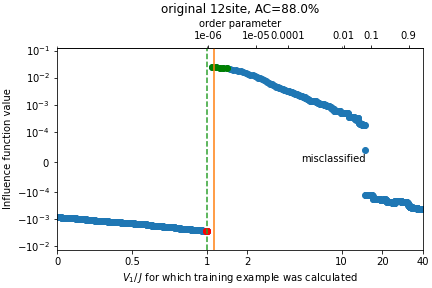 original 12site, AC=88.0%
order parameter
1e-06 1e-05 0.0001 0.01 0.1 0.9
Influence function value
10⁻¹
10⁻²
10⁻³
10⁻⁴
0
−10⁻⁴
−10⁻³
−10⁻²
misclassified
0 0.5 1 2 10 20 40
V₁/J for which training example was calculated